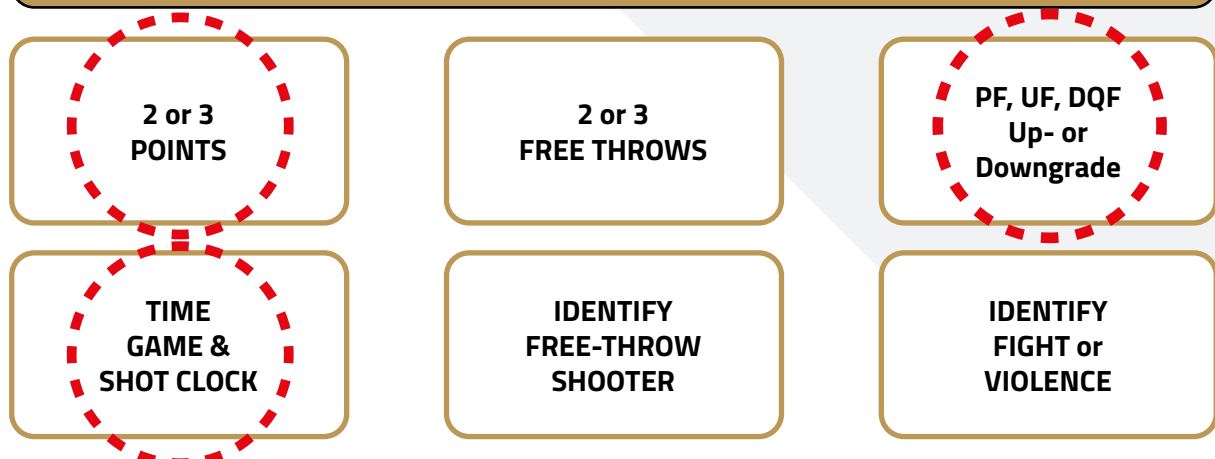 2 or 3
POINTS
2 or 3
FREE THROWS
PF, UF, DQF
Up- or
Downgrade
TIME
GAME &
SHOT CLOCK
IDENTIFY
FREE-THROW
SHOOTER
IDENTIFY
FIGHT or
VIOLENCE